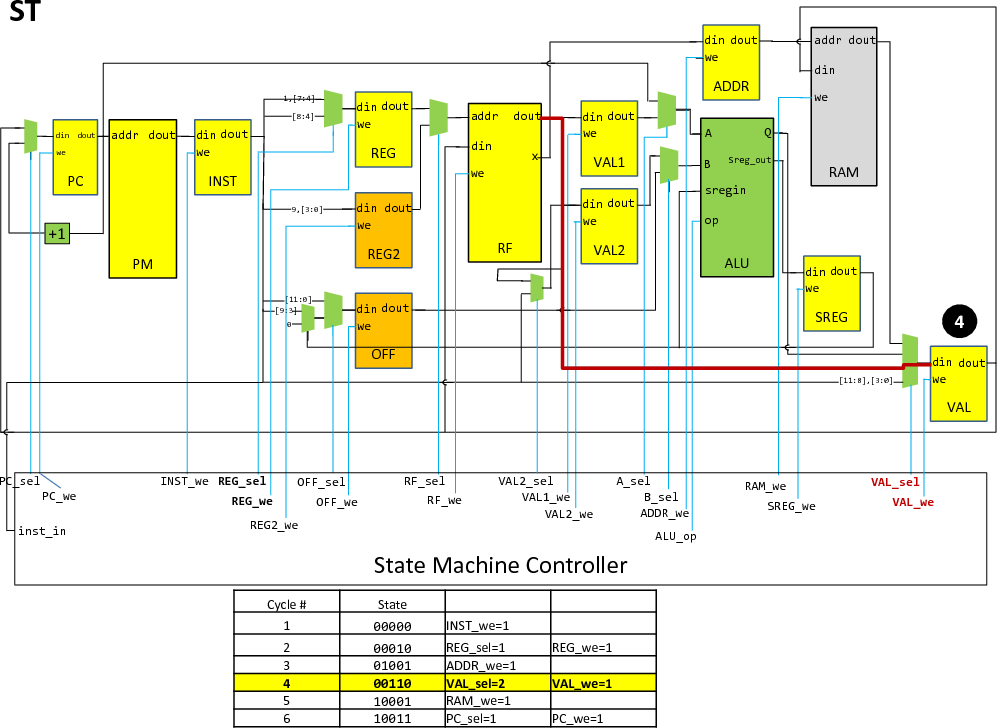 ST
din dout
we
ADDR
addr dout
din
we
RAM
1,[7:4]
[8:4]
din dout
we
REG
addr dout
din
x
we
RF
din dout
we
VAL1
A
Q
B
Sreg_out
sregin
op
ALU
din dout
we
PC
addr dout
PM
din dout
we
INST
9,[3:0]
din dout
we
REG2
din dout
we
VAL2
+1
din dout
we
SREG
[11:0]
[9:3]
0
din dout
we
OFF
4
din dout
we
VAL
[11:8],[3:0]
PC_sel
PC_we
INST_we
REG_sel
REG_we
REG2_we
OFF_sel
OFF_we
RF_sel
RF_we
VAL2_sel
VAL1_we
VAL2_we
A_sel
B_sel
ADDR_we
ALU_op
RAM_we
SREG_we
VAL_sel
VAL_we
inst_in
State Machine Controller
Cycle # State
1 00000 INST_we=1
2 00010 REG_sel=1 REG_we=1
3 01001 ADDR_we=1
4 00110 VAL_sel=2 VAL_we=1
5 10001 RAM_we=1
6 10011 PC_sel=1 PC_we=1